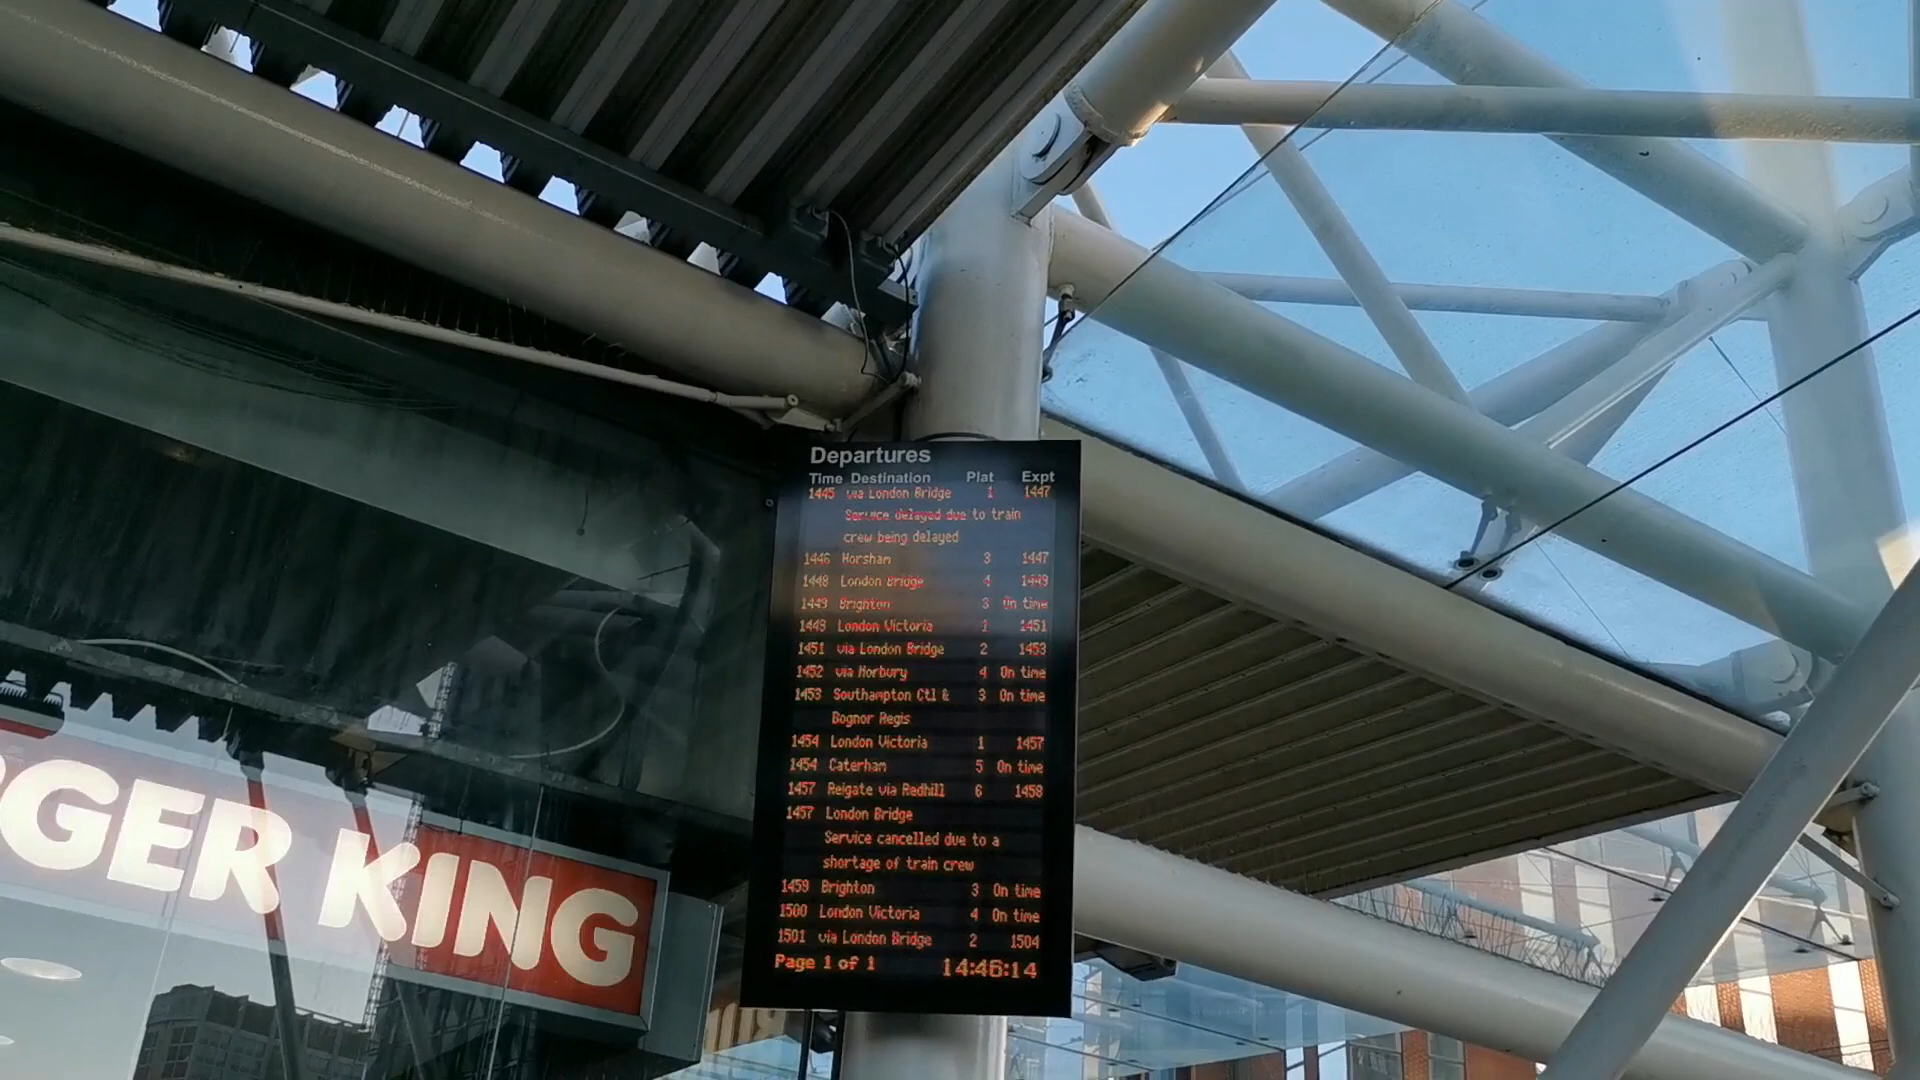 Departures
Time Destination Plat Expt
1445 via London Bridge 1 1447
Service delayed due to train
crew being delayed
1446 Horsham 3 1447
1448 London Bridge 4 1449
1449 Brighton 3 On time
1449 London Victoria 1451
1451 via London Bridge 2 1453
1452 via Horbury 4 On time
1453 Southampton Ctl & 3 On time
Bognor Regis
1454 London Victoria 1 1457
1454 Caterham 5 On time
1457 Reigate via Redhill 6 1458
1457 London Bridge
Service cancelled due to a
shortage of train crew
1459 Brighton 3 On time
1500 London Victoria 4 On time
1501 via London Bridge 2 1504
Page 1 of 1 14:46:14
RGER KING